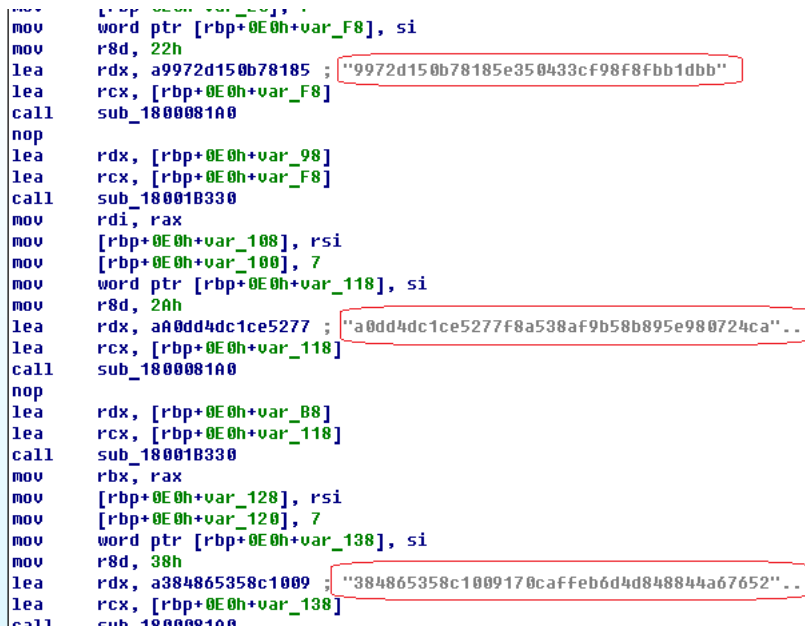 mov word ptr [rbp+0E0h+var_F8], si
mov r8d, 22h
lea rdx, a9972d150b78185 ; "9972d150b78185e350433cf98f8fbb1dbb"
lea rcx, [rbp+0E0h+var_F8]
call sub_1800081A0
nop
lea rdx, [rbp+0E0h+var_98]
lea rcx, [rbp+0E0h+var_F8]
call sub_18001B330
mov rdi, rax
mov [rbp+0E0h+var_108], rsi
mov [rbp+0E0h+var_100], 7
mov word ptr [rbp+0E0h+var_118], si
mov r8d, 2Ah
lea rdx, aA0dd4dc1ce5277 ; "a0dd4dc1ce5277f8a538af9b58b895e980724ca"..
lea rcx, [rbp+0E0h+var_118]
call sub_1800081A0
nop
lea rdx, [rbp+0E0h+var_B8]
lea rcx, [rbp+0E0h+var_118]
call sub_18001B330
mov rbx, rax
mov [rbp+0E0h+var_128], rsi
mov [rbp+0E0h+var_120], 7
mov word ptr [rbp+0E0h+var_138], si
mov r8d, 38h
lea rdx, a384865358c1009 ; "384865358c1009170caffeb6d4d848844a67652"..
lea rcx, [rbp+0E0h+var_138]
call sub_1800081A0